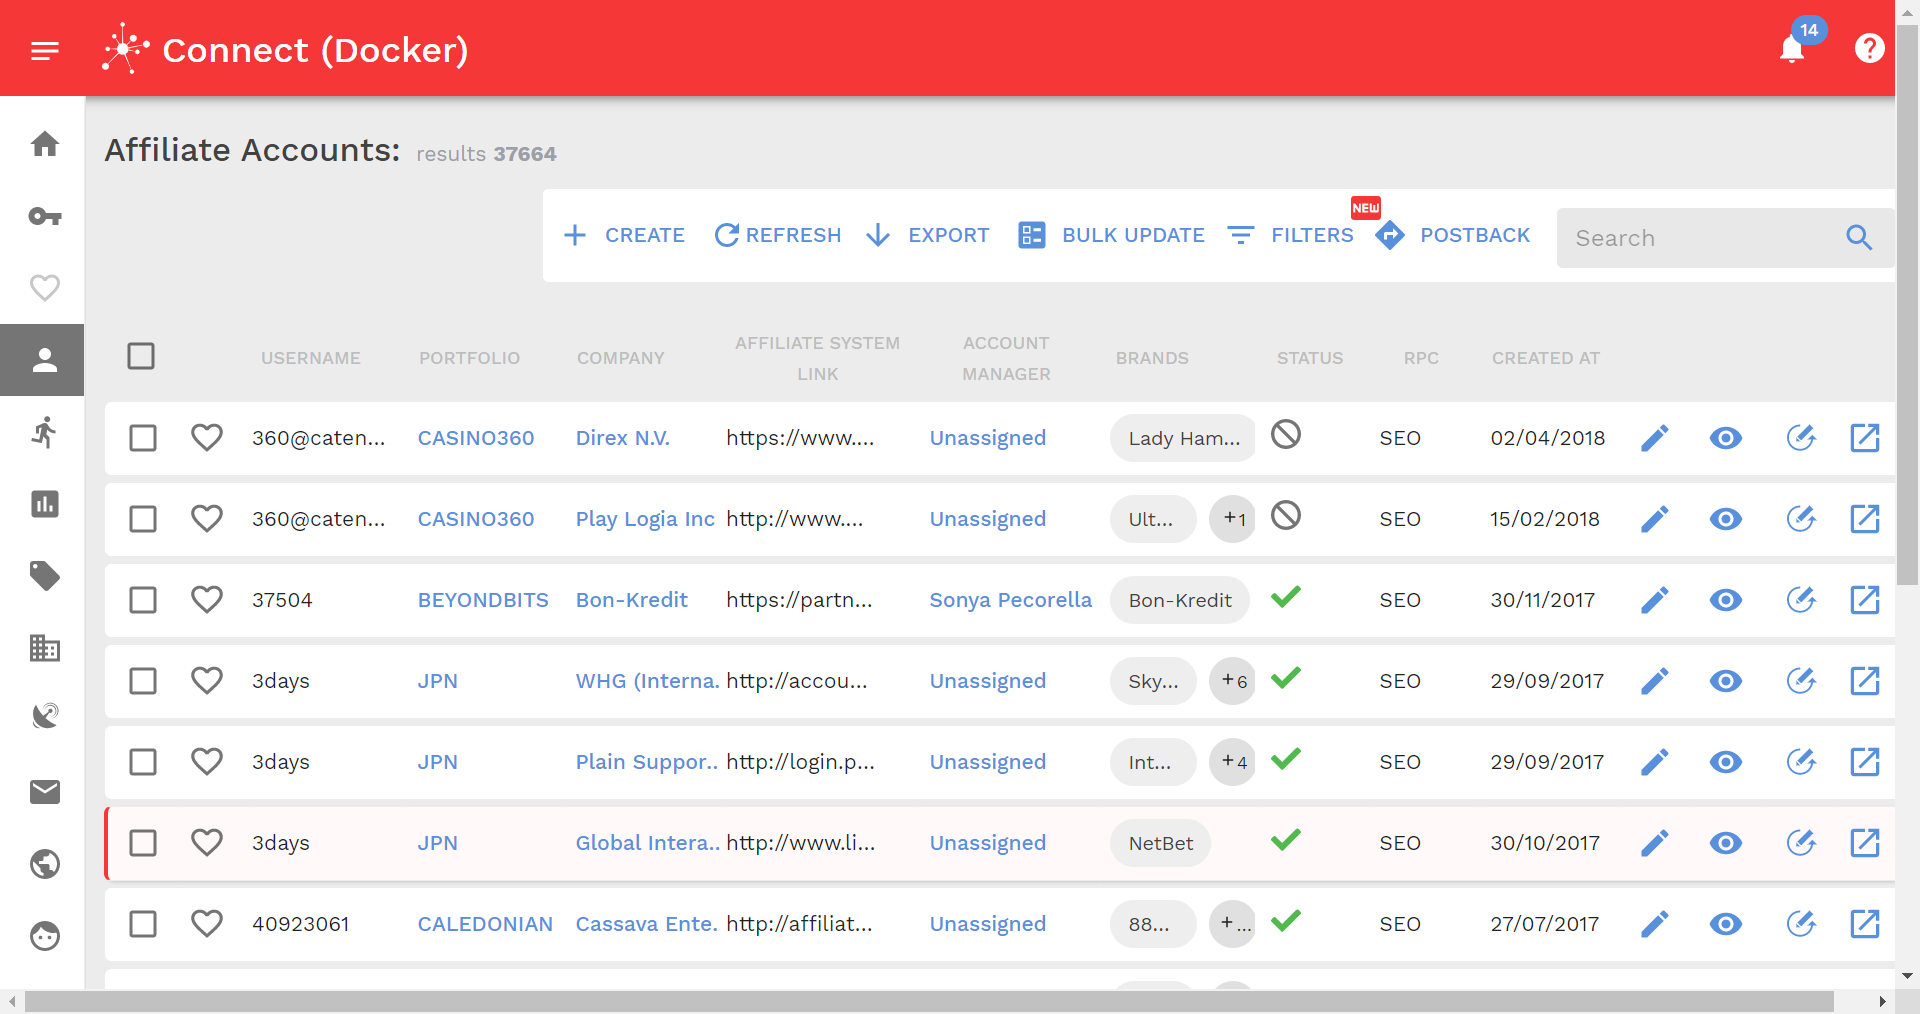 Connect (Docker)
14
Affiliate Accounts: results 37664
NEW
CREATE REFRESH EXPORT BULK UPDATE FILTERS POSTBACK Search
USERNAME PORTFOLIO COMPANY AFFILIATE SYSTEM LINK ACCOUNT MANAGER BRANDS STATUS RPC CREATED AT
360@caten... CASINO360 Direx N.V. https://www.... Unassigned Lady Ham... SEO 02/04/2018
360@caten... CASINO360 Play Logia Inc http://www.... Unassigned Ult... +1 SEO 15/02/2018
37504 BEYONDBITS Bon-Kredit https://partn... Sonya Pecorella Bon-Kredit SEO 30/11/2017
3days JPN WHG (Interna. http://accou... Unassigned Sky... +6 SEO 29/09/2017
3days JPN Plain Suppor.. http://login.p... Unassigned Int... +4 SEO 29/09/2017
3days JPN Global Intera.. http://www.li... Unassigned NetBet SEO 30/10/2017
40923061 CALEDONIAN Cassava Ente. http://affiliat... Unassigned 88... +... SEO 27/07/2017